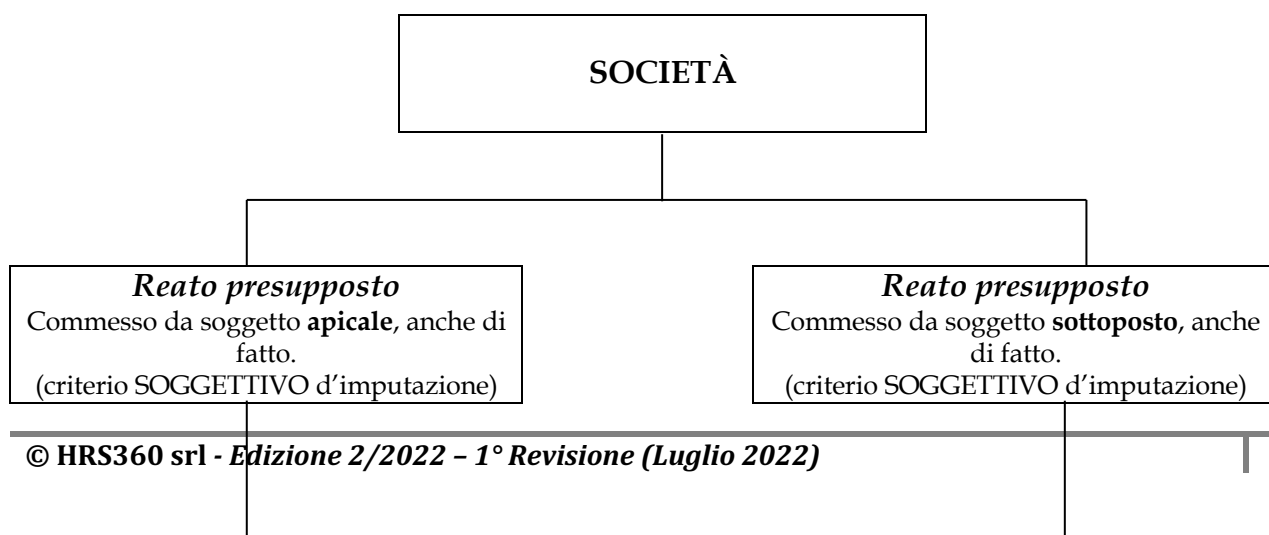 SOCIETÀ
Reato presupposto
Commesso da soggetto apicale, anche di
fatto.
(criterio SOGGETTIVO d'imputazione)
Reato presupposto
Commesso da soggetto sottoposto, anche
di fatto.
(criterio SOGGETTIVO d'imputazione)
© HRS360 srl - Edizione 2/2022 – 1° Revisione (Luglio 2022)